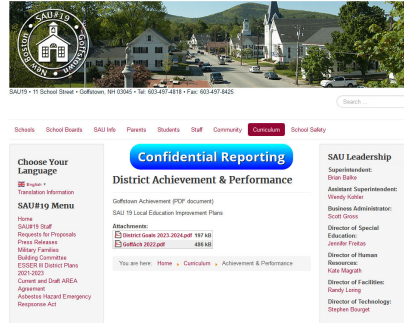 SAU#19
New Boston
Goffstown
SAU19 • 11 School Street • Goffstown, NH 03045 • Tel: 603-497-4818 • Fax: 603-497-8425
Search ...
Schools School Boards SAU Info Parents Students Staff Community Curriculum School Safety
Choose Your
Language
English
Translation Information
SAU#19 Menu
Home
SAU#19 Staff
Requests for Proposals
Press Releases
Military Families
Building Committee
ESSER III District Plans
2021-2023
Current and Draft AREA
Agreement
Asbestos Hazard Emergency
Respsonse Act
Confidential Reporting
District Achievement & Performance
Goffstown Achievement (PDF document)
SAU 19 Local Education Improvement Plans
Attachments:
District Goals 2023-2024.pdf 197 kB
GoffAch 2022.pdf 486 kB
You are here: Home Curriculum Achievement & Performance
SAU Leadership
Superintendent:
Brian Balke
Assistant Superintendent:
Wendy Kohler
Business Administrator:
Scott Gross
Director of Special
Education:
Jennifer Freitas
Director of Human
Resources:
Kate Magrath
Director of Facilities:
Randy Loring
Director of Technology:
Stephen Bourget